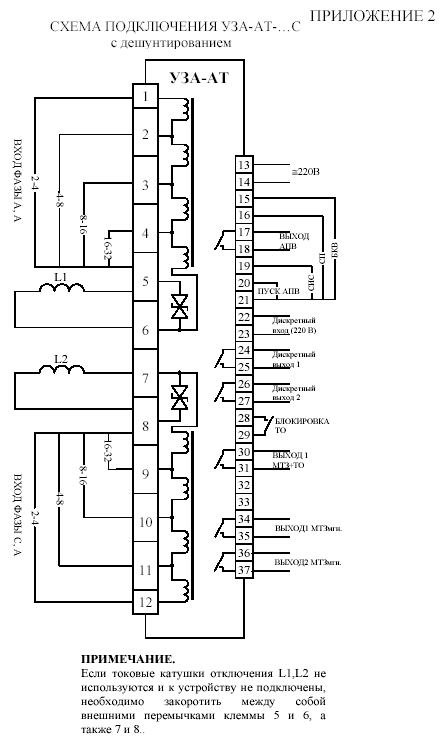 ПРИЛОЖЕНИЕ 2
СХЕМА ПОДКЛЮЧЕНИЯ УЗА-АТ-…С
с дешунтированием
УЗА-АТ
ВХОД ФАЗЫ А, А
2-4
4-8
8-16
16-32
1
2
3
4
5
6
7
8
9
10
11
12
L1
L2
ВХОД ФАЗЫ С, А
2-4
4-8
8-16
16-32
13
14
≅220В
15
16
17
18
ВЫХОД
АПВ
19
20
21
ПУСК АПВ
СИС
СП
БКВ
22
23
Дискретный
вход (220 В)
24
25
Дискретный
выход 1
26
27
Дискретный
выход 2
28
29
БЛОКИРОВКА
ТО
30
31
ВЫХОД 1
МТЗ+ТО
32
33
34
35
ВЫХОД1 МТЗмгн.
36
37
ВЫХОД2 МТЗмгн.
ПРИМЕЧАНИЕ.
Если токовые катушки отключения L1,L2 не
используются и к устройству не подключены,
необходимо закоротить между собой
внешними перемычками клеммы 5 и 6, а
также 7 и 8..